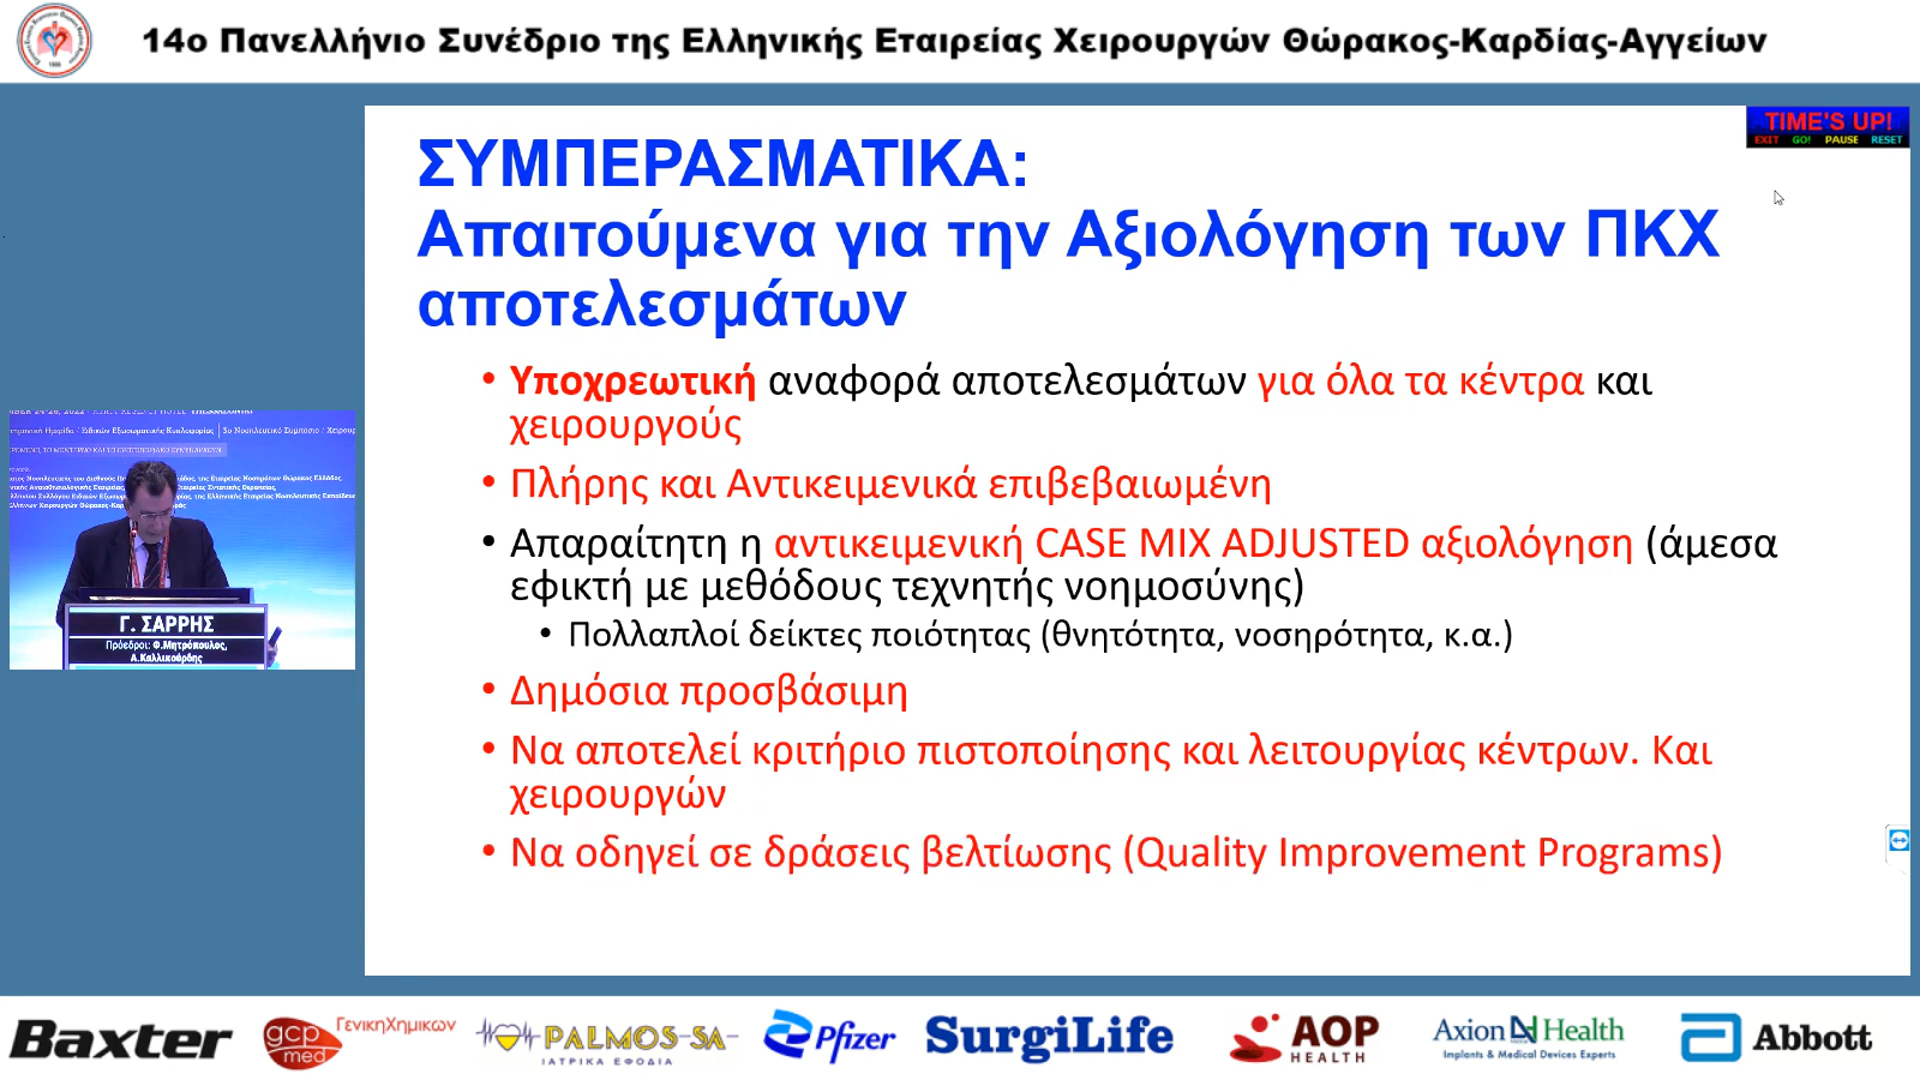 14ο Πανελλήνιο Συνέδριο της Ελληνικής Εταιρείας Χειρουργών Θώρακος-Καρδίας-Αγγείων
TIME'S UP!
EXIT GO! PAUSE RESET
ΣΥΜΠΕΡΑΣΜΑΤΙΚΑ:
Απαιτούμενα για την Αξιολόγηση των ΠΚΧ
αποτελεσμάτων
• Υποχρεωτική αναφορά αποτελεσμάτων για όλα τα κέντρα και
χειρουργούς
• Πλήρης και Αντικειμενικά επιβεβαιωμένη
• Απαραίτητη η αντικειμενική CASE MIX ADJUSTED αξιολόγηση (άμεσα
εφικτή με μεθόδους τεχνητής νοημοσύνης)
• Πολλαπλοί δείκτες ποιότητας (θνητότητα, νοσηρότητα, κ.α.)
• Δημόσια προσβάσιμη
• Να αποτελεί κριτήριο πιστοποίησης και λειτουργίας κέντρων. Και
χειρουργών
• Να οδηγεί σε δράσεις βελτίωσης (Quality Improvement Programs)
Γ. ΣΑΡΡΗΣ
Πρόεδροι: Φ.Μητρόπουλος,
Α.Καλλικούρδης
Baxter
gcp med ΓενικηΧημικων
PALMOS-SA-
ΙΑΤΡΙΚΑ ΕΦΟΔΙΑ
Pfizer
SurgiLife
AOP
HEALTH
Axion Health
Implants & Medical Devices Experts
Abbott